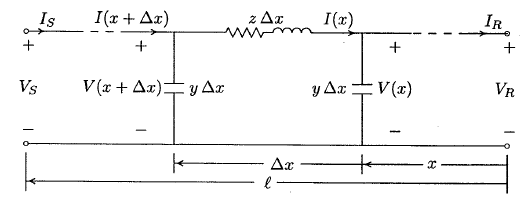 I_S I(x + Δx) z Δx I(x) I_R
+ + + +
V_S V(x + Δx) y Δx y Δx V(x) V_R
− − − −
Δx x
ℓ